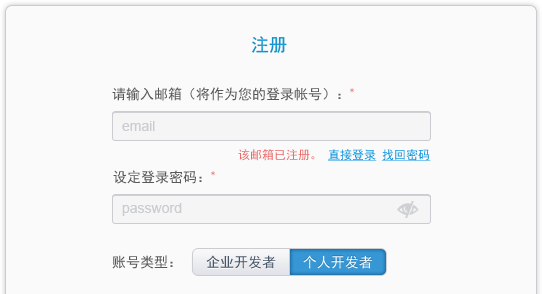 注册
请输入邮箱（将作为您的登录帐号）：*
email
该邮箱已注册。 直接登录 找回密码
设定登录密码：*
password
账号类型： 企业开发者 个人开发者